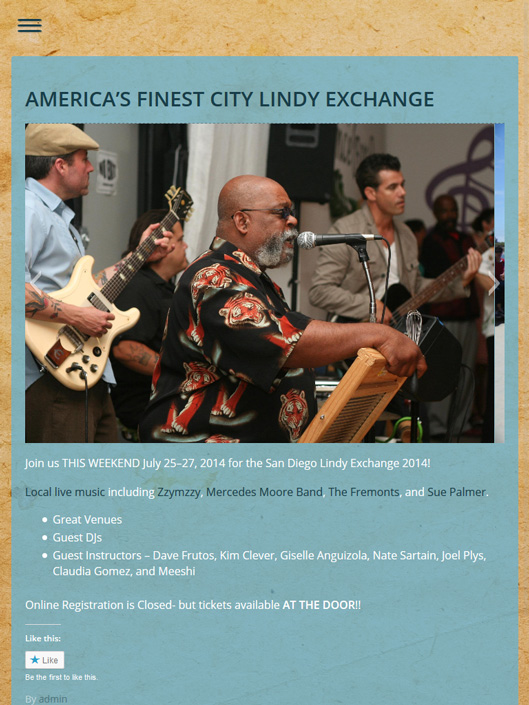 AMERICA’S FINEST CITY LINDY EXCHANGE
Join us THIS WEEKEND July 25–27, 2014 for the San Diego Lindy Exchange 2014!
Local live music including Zzymzzy, Mercedes Moore Band, The Fremonts, and Sue Palmer.
Great Venues
Guest DJs
Guest Instructors – Dave Frutos, Kim Clever, Giselle Anguizola, Nate Sartain, Joel Plys,
Claudia Gomez, and Meeshi
Online Registration is Closed- but tickets available AT THE DOOR!!
Like this:
Like
Be the first to like this.
By admin